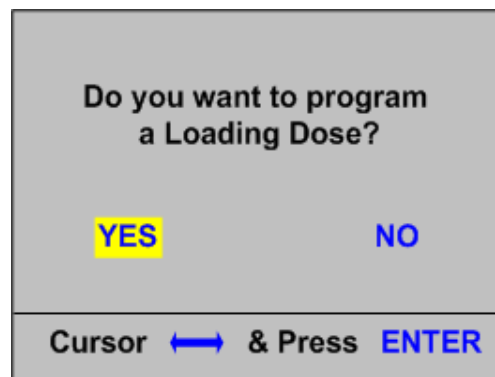 Do you want to program
a Loading Dose?
YES NO
Cursor & Press ENTER